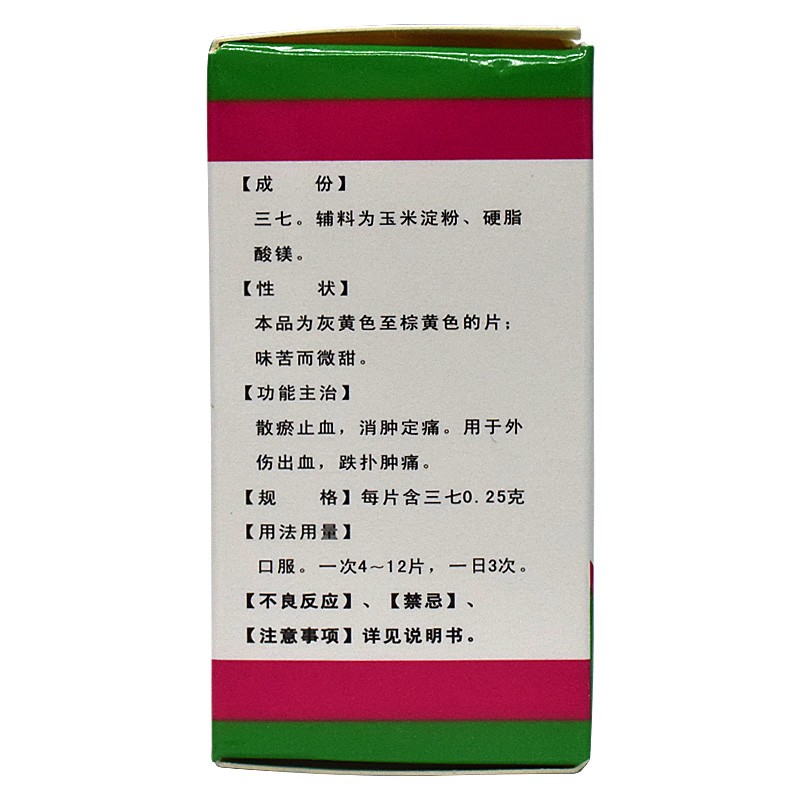 【成　份】
三七。辅料为玉米淀粉、硬脂
酸镁。
【性　状】
本品为灰黄色至棕黄色的片；
味苦而微甜。
【功能主治】
散瘀止血，消肿定痛。用于外
伤出血，跌扑肿痛。
【规　格】每片含三七0.25克
【用法用量】
口服。一次4～12片，一日3次。
【不良反应】、【禁忌】、
【注意事项】详见说明书。